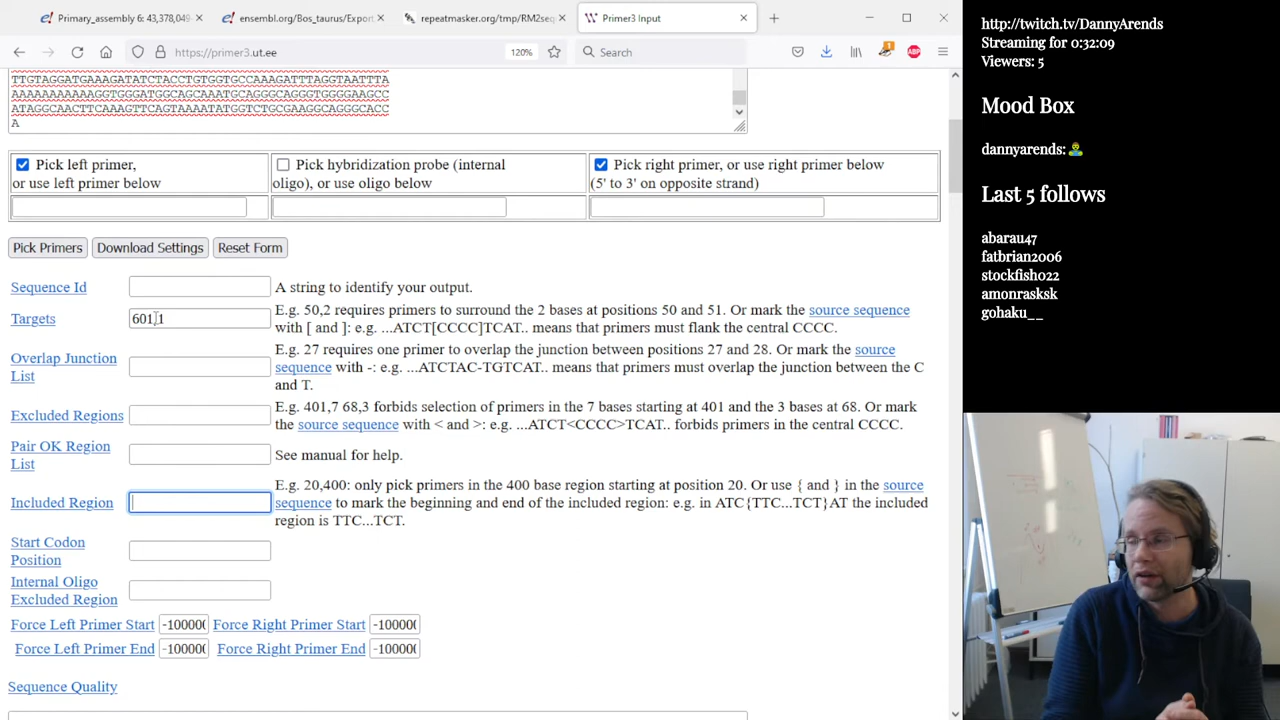 Primary_assembly 6: 43,378,049-
ensembl.org/Bos_taurus/Export
repeatmasker.org/tmp/RM2seq
Primer3 Input
https://primer3.ut.ee
120%
Search
TTGTAGGATGAAAGATATCTACCTGTGGTGCCAAAGATTTAGGTAATTTA
AAAAAAAAAAAAGGTGGGATGGCAGCAAATGCAGGGCAGGGTGGGGAAGCC
ATAGGCAACTTCAAAGTTCAGTAAAATATGGTCTGCGAAGGCAGGGCACC
A
Pick left primer,
or use left primer below
Pick hybridization probe (internal
oligo), or use oligo below
Pick right primer, or use right primer below
(5' to 3' on opposite strand)
Pick Primers Download Settings Reset Form
Sequence Id A string to identify your output.
Targets 601,1 E.g. 50,2 requires primers to surround the 2 bases at positions 50 and 51. Or mark the source sequence
with [ and ]: e.g. ...ATCT[CCCC]TCAT.. means that primers must flank the central CCCC.
Overlap Junction
List
E.g. 27 requires one primer to overlap the junction between positions 27 and 28. Or mark the source
sequence with -: e.g. ...ATCTAC-TGTCAT.. means that primers must overlap the junction between the C
and T.
Excluded Regions
E.g. 401,7 68,3 forbids selection of primers in the 7 bases starting at 401 and the 3 bases at 68. Or mark
the source sequence with < and >: e.g. ...ATCT<CCCC>TCAT.. forbids primers in the central CCCC.
Pair OK Region
List
See manual for help.
Included Region
E.g. 20,400: only pick primers in the 400 base region starting at position 20. Or use { and } in the source
sequence to mark the beginning and end of the included region: e.g. in ATC{TTC...TCT}AT the included
region is TTC...TCT.
Start Codon
Position
Internal Oligo
Excluded Region
Force Left Primer Start -10000 Force Right Primer Start -10000
Force Left Primer End -10000 Force Right Primer End -10000
Sequence Quality
http://twitch.tv/DannyArends
Streaming for 0:32:09
Viewers: 5
Mood Box
dannyarends:
Last 5 follows
abarau47
fatbrian2006
stockfish022
amonrasksk
gohaku__